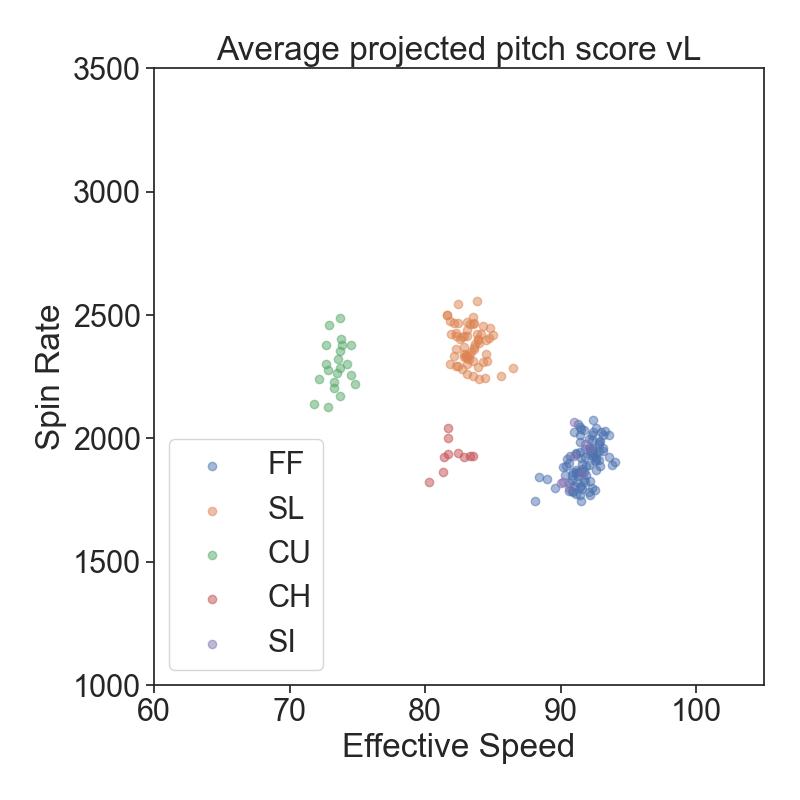 Average projected pitch score vL
3500
3000
2500
2000
1500
1000
Spin Rate
FF
SL
CU
CH
SI
60 70 80 90 100
Effective Speed